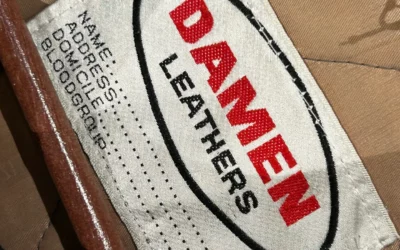 NAME:
ADDRESS:
DOMICILE:
BLOODGROUP
DAMEN
LEATHERS